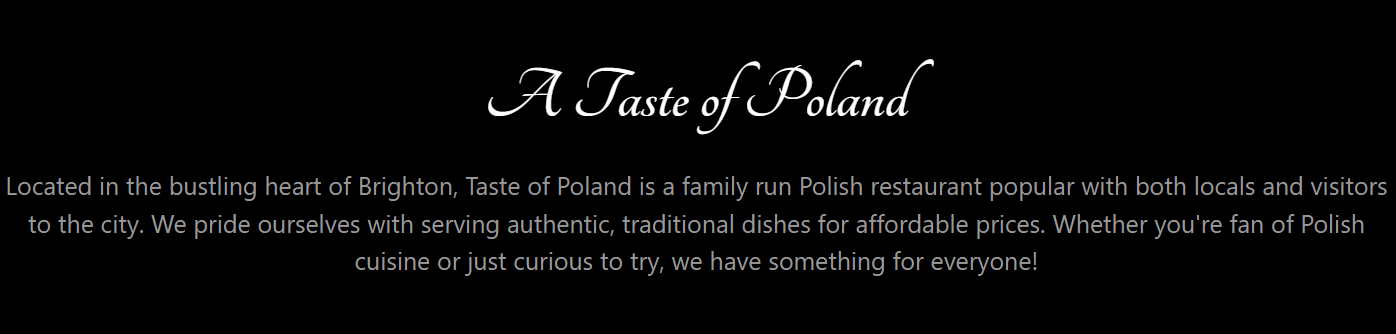 A Taste of Poland
Located in the bustling heart of Brighton, Taste of Poland is a family run Polish restaurant popular with both locals and visitors
to the city. We pride ourselves with serving authentic, traditional dishes for affordable prices. Whether you're fan of Polish
cuisine or just curious to try, we have something for everyone!